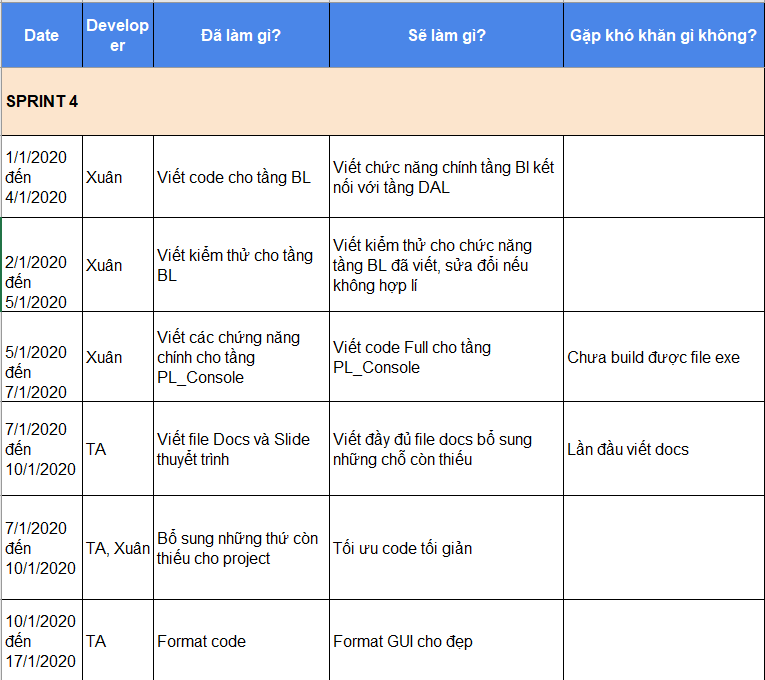 Date
Develop
er
Đã làm gì?
Sẽ làm gì?
Gặp khó khăn gì không?
SPRINT 4
1/1/2020
đến
4/1/2020
Xuân
Viết code cho tầng BL
Viết chức năng chính tầng Bl kết
nối với tầng DAL
2/1/2020
đến
5/1/2020
Xuân
Viết kiểm thử cho tầng
BL
Viết kiểm thử cho chức năng
tầng BL đã viết, sửa đổi nếu
không hợp lí
5/1/2020
đến
7/1/2020
Xuân
Viết các chứng năng
chính cho tầng
PL_Console
Viết code Full cho tầng
PL_Console
Chưa build được file exe
7/1/2020
đến
10/1/2020
TA
Viết file Docs và Slide
thuyết trình
Viết đầy đủ file docs bổ sung
những chỗ còn thiếu
Lần đầu viết docs
7/1/2020
đến
10/1/2020
TA, Xuân
Bổ sung những thứ còn
thiếu cho project
Tối ưu code tối giản
10/1/2020
đến
17/1/2020
TA
Format code
Format GUI cho đẹp